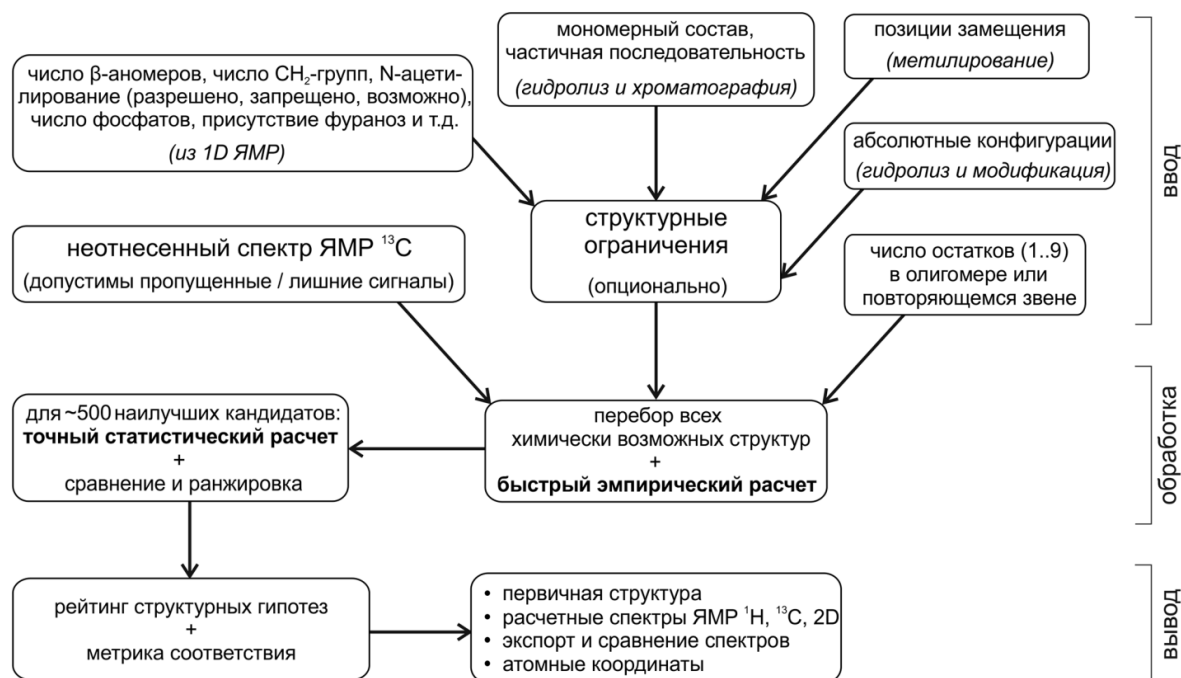 мономерный состав,
частичная последовательность
(гидролиз и хроматография)
позиции замещения
(метилирование)
число β-аномеров, число CH₂-групп, N-ацети-
лирование (разрешено, запрещено, возможно),
число фосфатов, присутствие фураноз и т.д.
(из 1D ЯМР)
абсолютные конфигурации
(гидролиз и модификация)
ввод
структурные
ограничения
(опционально)
неотнесенный спектр ЯМР ¹³C
(допустимы пропущенные / лишние сигналы)
число остатков (1..9)
в олигомере или
повторяющемся звене
для ~500 наилучших кандидатов:
точный статистический расчет
+
сравнение и ранжировка
перебор всех
химически возможных структур
+
быстрый эмпирический расчет
обработка
рейтинг структурных гипотез
+
метрика соответствия
• первичная структура
• расчетные спектры ЯМР ¹H, ¹³C, 2D
• экспорт и сравнение спектров
• атомные координаты
вывод